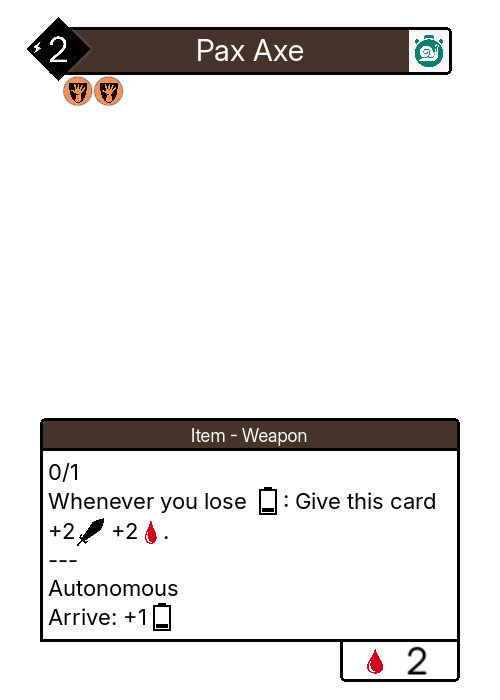 2
Pax Axe
Item - Weapon
0/1
Whenever you lose : Give this card
+2 +2 .
---
Autonomous
Arrive: +1
2